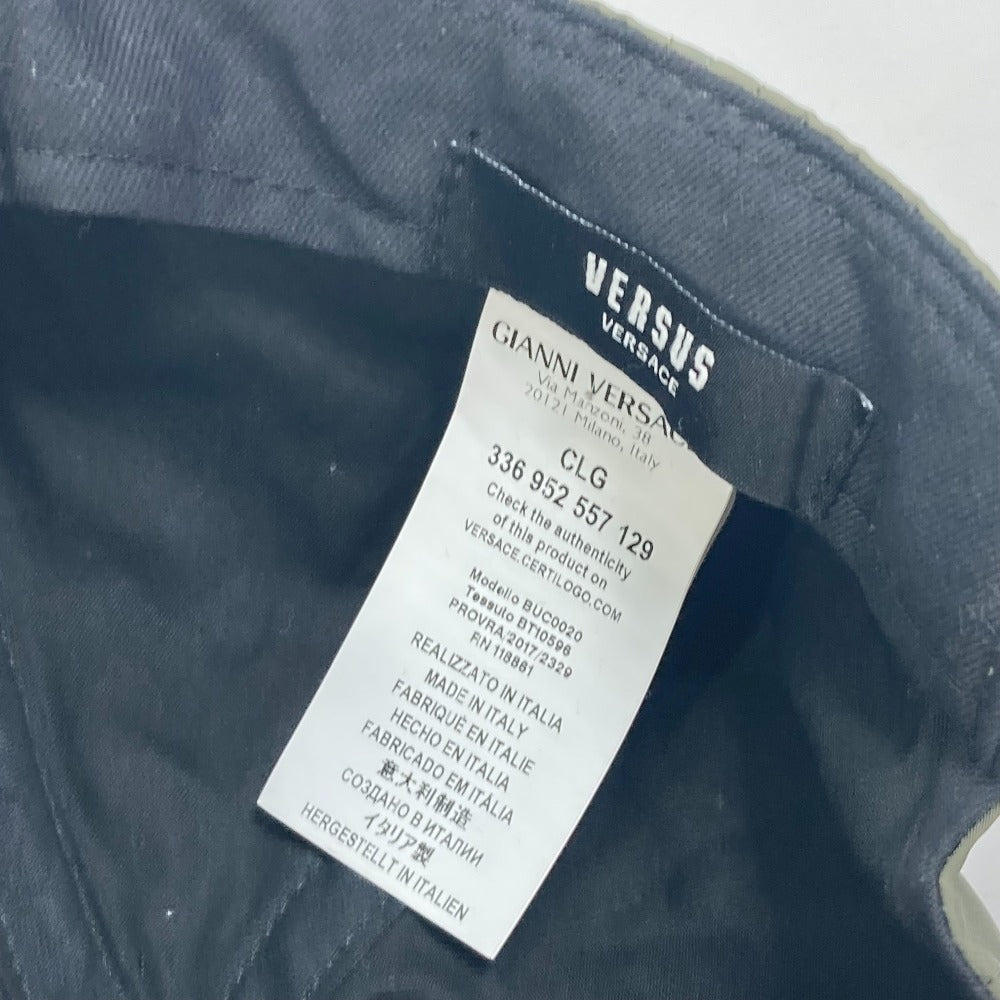 VERSUS
VERSACE
GIANNI VERSAC
Via Manzoni, 38
20121 Milano, Italy
CLG
336 952 557 129
Check the authenticity
of this product on
VERSACE.CERTILOGO.COM
Modello BUC0020
Tessuto BT10596
PROVRA/2017/2329
RN 118861
REALIZZATO IN ITALIA
MADE IN ITALY
FABRIQUÉ EN ITALIE
HECHO EN ITALIA
FABRICADO EM ITÁLIA
意大利制造
СОЗДАНО В ИТАЛИИ
イタリア製
HERGESTELLT IN ITALIEN